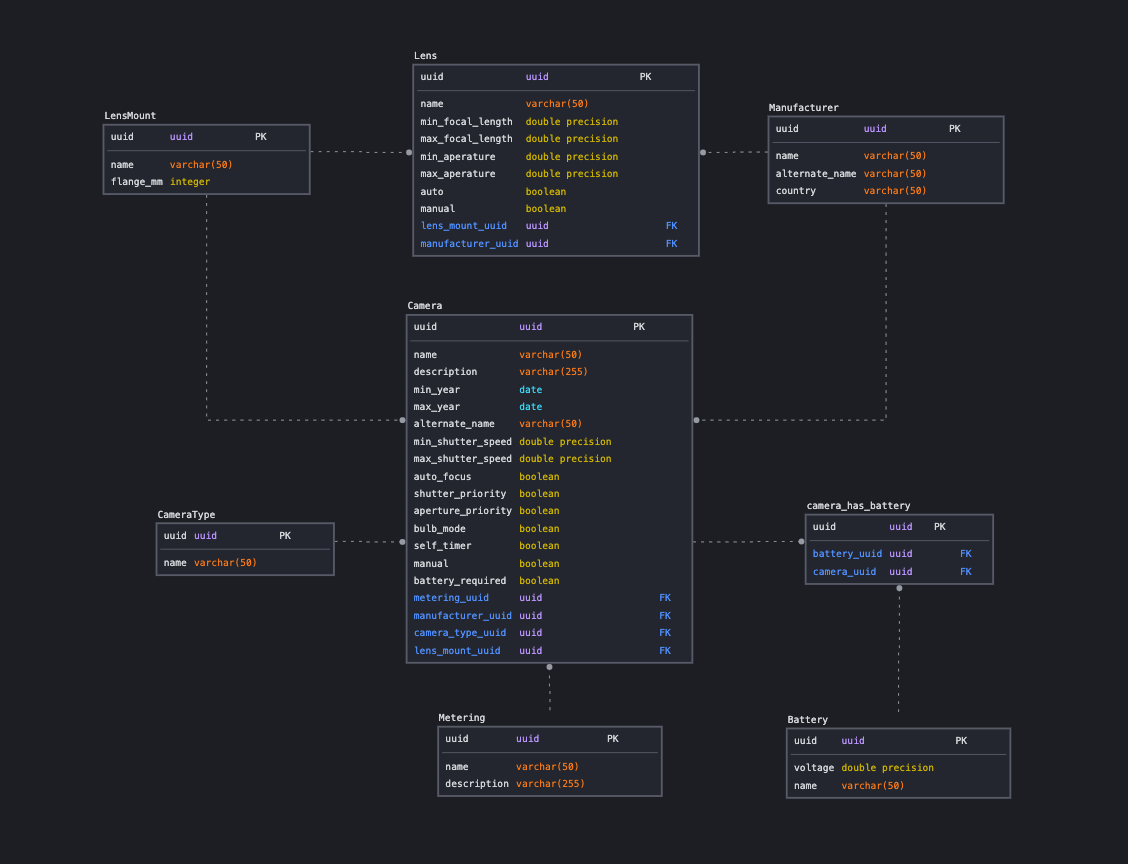 Lens
uuid uuid PK
name varchar(50)
min_focal_length double precision
max_focal_length double precision
min_aperature double precision
max_aperature double precision
auto boolean
manual boolean
lens_mount_uuid uuid FK
manufacturer_uuid uuid FK
LensMount
uuid uuid PK
name varchar(50)
flange_mm integer
Manufacturer
uuid uuid PK
name varchar(50)
alternate_name varchar(50)
country varchar(50)
Camera
uuid uuid PK
name varchar(50)
description varchar(255)
min_year date
max_year date
alternate_name varchar(50)
min_shutter_speed double precision
max_shutter_speed double precision
auto_focus boolean
shutter_priority boolean
aperture_priority boolean
bulb_mode boolean
self_timer boolean
manual boolean
battery_required boolean
metering_uuid uuid FK
manufacturer_uuid uuid FK
camera_type_uuid uuid FK
lens_mount_uuid uuid FK
CameraType
uuid uuid PK
name varchar(50)
camera_has_battery
uuid uuid PK
battery_uuid uuid FK
camera_uuid uuid FK
Metering
uuid uuid PK
name varchar(50)
description varchar(255)
Battery
uuid uuid PK
voltage double precision
name varchar(50)